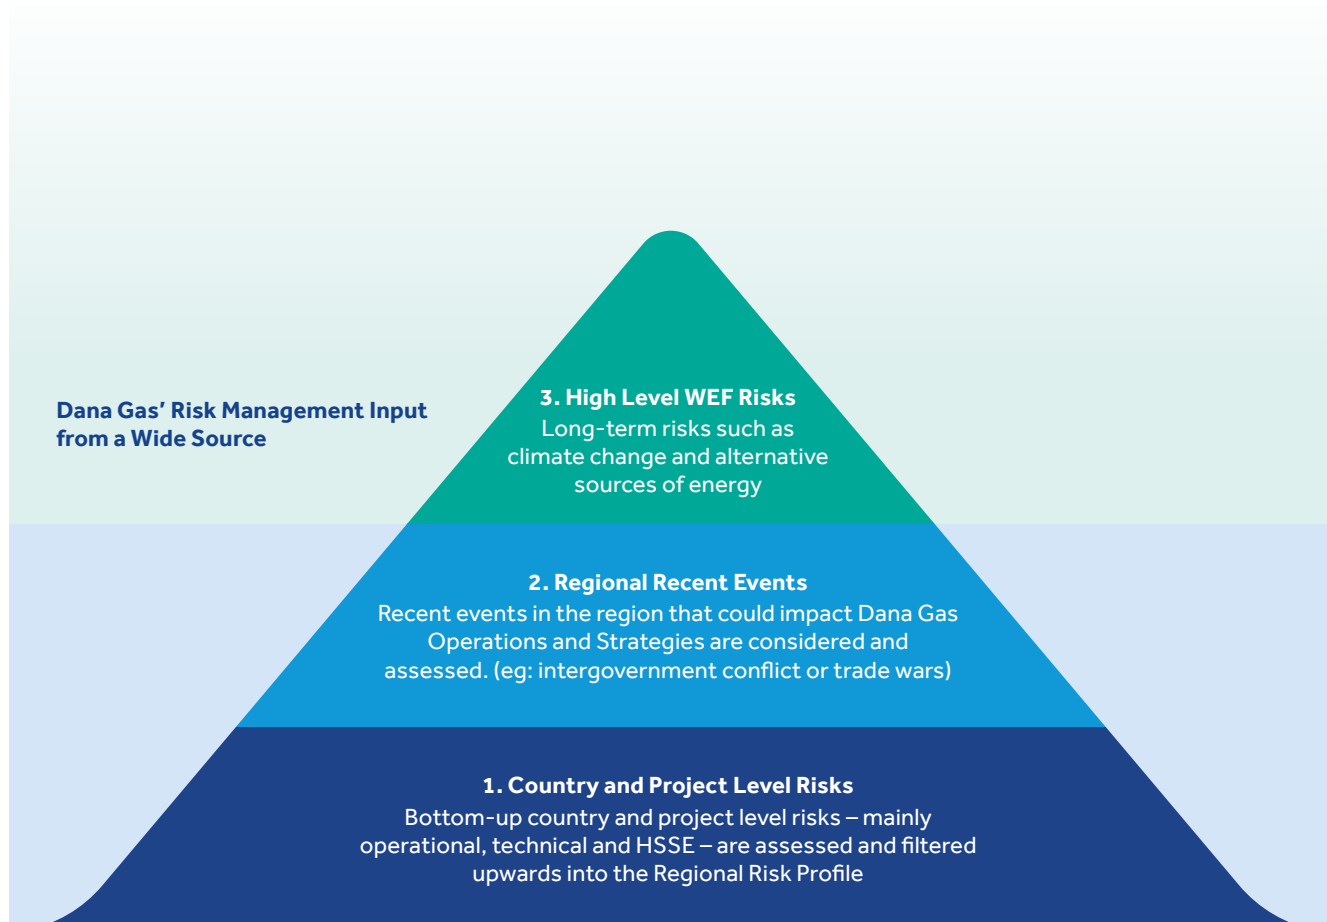 Dana Gas’ Risk Management Input
from a Wide Source
3. High Level WEF Risks
Long-term risks such as
climate change and alternative
sources of energy
2. Regional Recent Events
Recent events in the region that could impact Dana Gas
Operations and Strategies are considered and
assessed. (eg: intergovernment conflict or trade wars)
1. Country and Project Level Risks
Bottom-up country and project level risks – mainly
operational, technical and HSSE – are assessed and filtered
upwards into the Regional Risk Profile